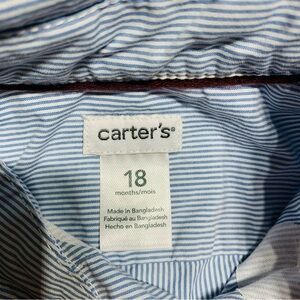 carter's®
18
months/mois
Made in Bangladesh
Fabriqué au Bangladesh
Hecho en Bangladesh